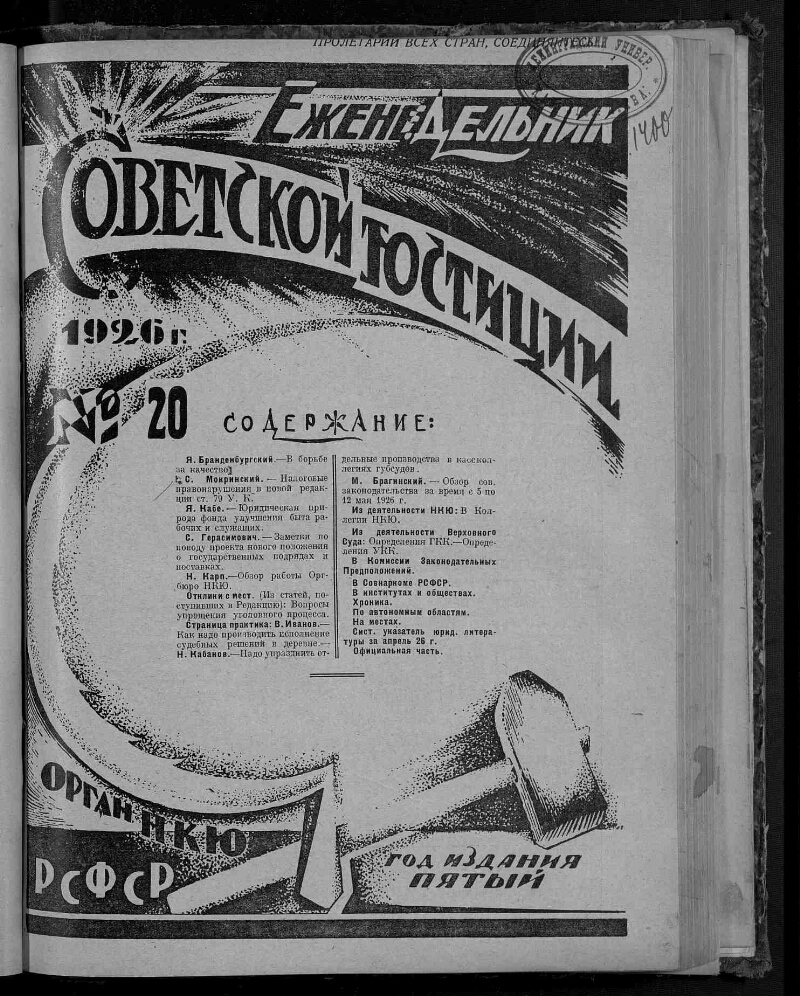 ПРОЛЕТАРИИ ВСЕХ СТРАН, СОЕДИНЯЙТЕСЬ
1400
ЕЖЕНЕДЕЛЬНИК
СОВЕТСКОЙ ЮСТИЦИИ
1926 г.
№ 20
СОДЕРЖАНИЕ:
Я. Бранденбургский.—В борьбе
за качество
С. Мокринский. — Налоговые
правонарушения в новой редак-
ции ст. 79 У. К.
Я. Кабе.—Юридическая при-
рода фонда улучшения быта ра-
бочих и служащих.
С. Герасимович.—Заметки по
поводу проекта нового положения
о государственных подрядах и
поставках.
Н. Карп.—Обзор работы Орг-
бюро НКЮ.
Отклики с мест. (Из статей, по-
ступивших в Редакцию): Вопросы
упрощения уголовного процесса.
Страница практика: В. Иванов.—
Как надо производить исполнение
судебных решений в деревне.—
Н. Кабанов.—Надо упразднить от-
дельные производства в касскол-
легиях губсудов.
М. Брагинский. — Обзор сов.
законодательства за время с 5 по
12 мая 1926 г.
Из деятельности НКЮ: В Кол-
легии НКЮ.
Из деятельности Верховного
Суда: Определения ГКК.—Опреде-
ления УКК.
В Комиссии Законодательных
Предположений.
В Совнаркоме РСФСР.
В институтах и обществах.
Хроника.
По автономным областям.
На местах.
Сист. указатель юрид. литера-
туры за апрель 26 г.
Официальная часть.
ОРГАН НКЮ
РСФСР
ГОД ИЗДАНИЯ
ПЯТЫЙ